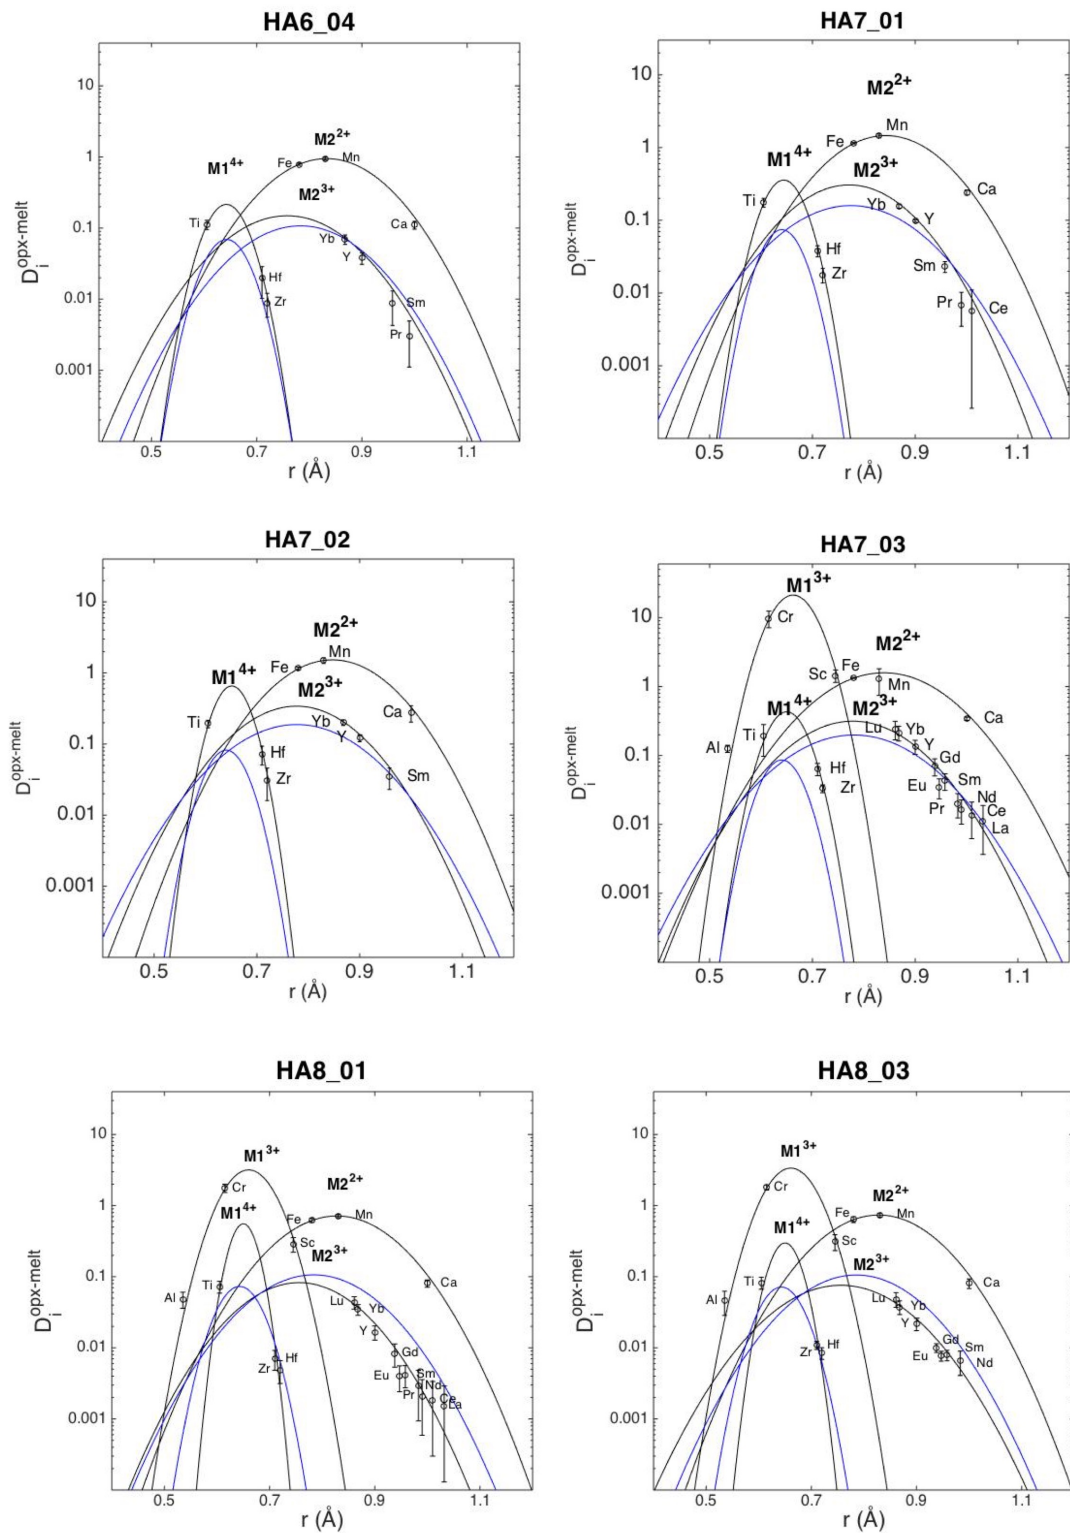 HA6_04
10
1
0.1
0.01
0.001
D_i^opx-melt
M1^4+
M2^2+
M2^3+
Ti
Fe
Mn
Ca
Yb
Y
Hf
Zr
Sm
Pr
0.5 0.7 0.9 1.1
r (Å)
HA7_01
10
1
0.1
0.01
0.001
D_i^opx-melt
M2^2+
Mn
Fe
M1^4+
M2^3+
Ti
Ca
Yb
Y
Hf
Zr
Sm
Pr
Ce
0.5 0.7 0.9 1.1
r (Å)
HA7_02
10
1
0.1
0.01
0.001
D_i^opx-melt
M2^2+
Mn
Fe
M1^4+
M2^3+
Ti
Yb
Ca
Y
Hf
Zr
Sm
0.5 0.7 0.9 1.1
r (Å)
HA7_03
10
1
0.1
0.01
0.001
D_i^opx-melt
M1^3+
Cr
M2^2+
Sc
Fe
Mn
M1^4+
M2^3+
Ca
Al
Ti
Lu
Yb
Y
Gd
Hf
Zr
Eu
Sm
Pr
Nd
Ce
La
0.5 0.7 0.9 1.1
r (Å)
HA8_01
10
1
0.1
0.01
0.001
D_i^opx-melt
M1^3+
Cr
M2^2+
M1^4+
Fe
Mn
Sc
M2^3+
Al
Ti
Ca
Lu
Yb
Y
Zr
Hf
Gd
Eu
Sm
Pr
Nd
Ce
La
0.5 0.7 0.9 1.1
r (Å)
HA8_03
10
1
0.1
0.01
0.001
D_i^opx-melt
M1^3+
Cr
M2^2+
M1^4+
Fe
Mn
Sc
M2^3+
Al
Ti
Ca
Lu
Yb
Y
Hf
Zr
Gd
Eu
Sm
Nd
0.5 0.7 0.9 1.1
r (Å)